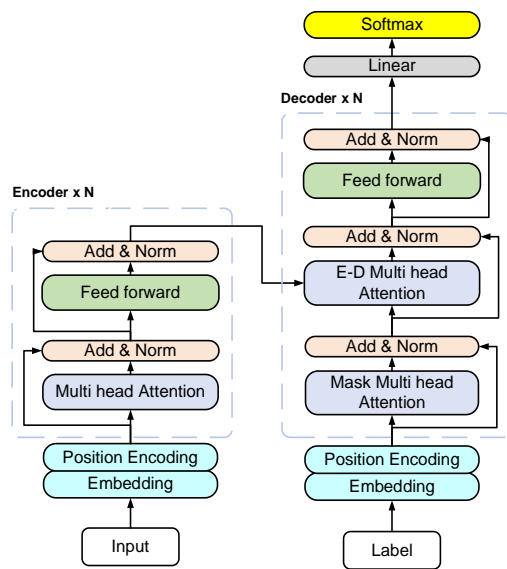 Softmax
Linear
Decoder x N
Add & Norm
Feed forward
Add & Norm
E-D Multi head
Attention
Add & Norm
Mask Multi head
Attention
Position Encoding
Embedding
Label
Encoder x N
Add & Norm
Feed forward
Add & Norm
Multi head Attention
Position Encoding
Embedding
Input